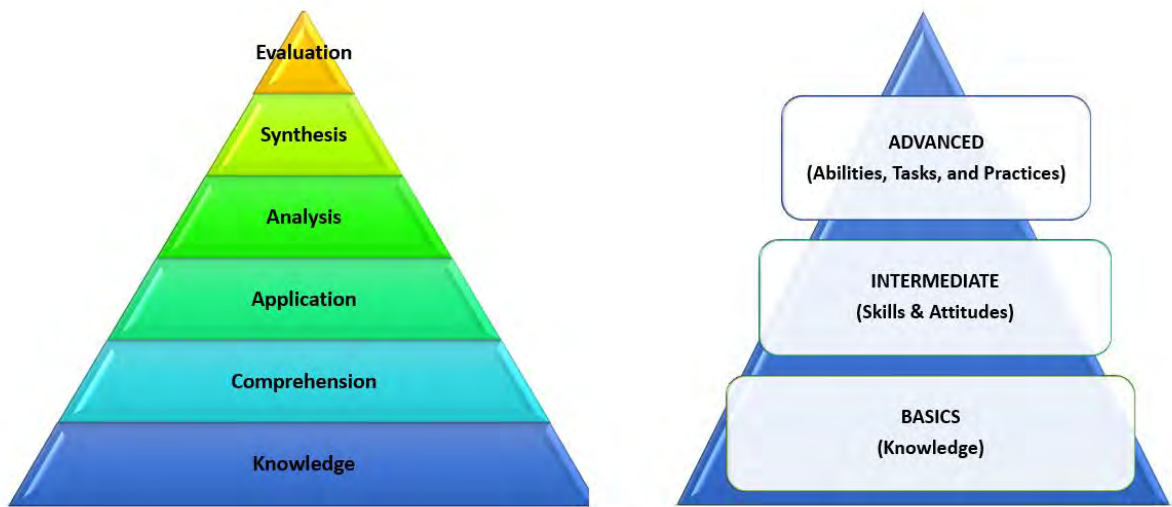 Evaluation
Synthesis
Analysis
Application
Comprehension
Knowledge
ADVANCED
(Abilities, Tasks, and Practices)
INTERMEDIATE
(Skills & Attitudes)
BASICS
(Knowledge)